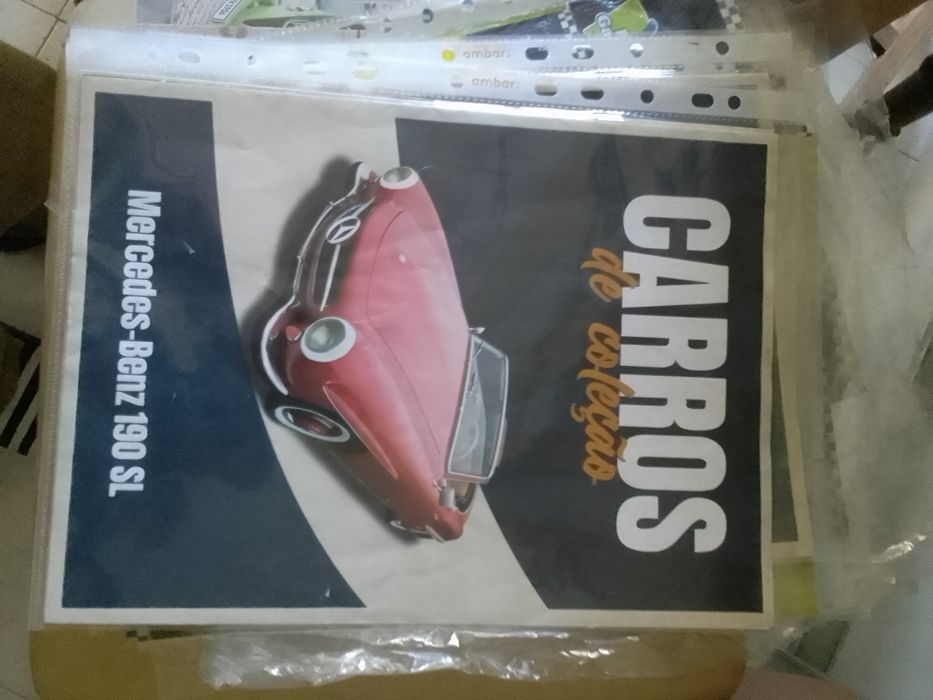 CARROS
de coleção
Mercedes-Benz 190 SL
ambar:
ambar: